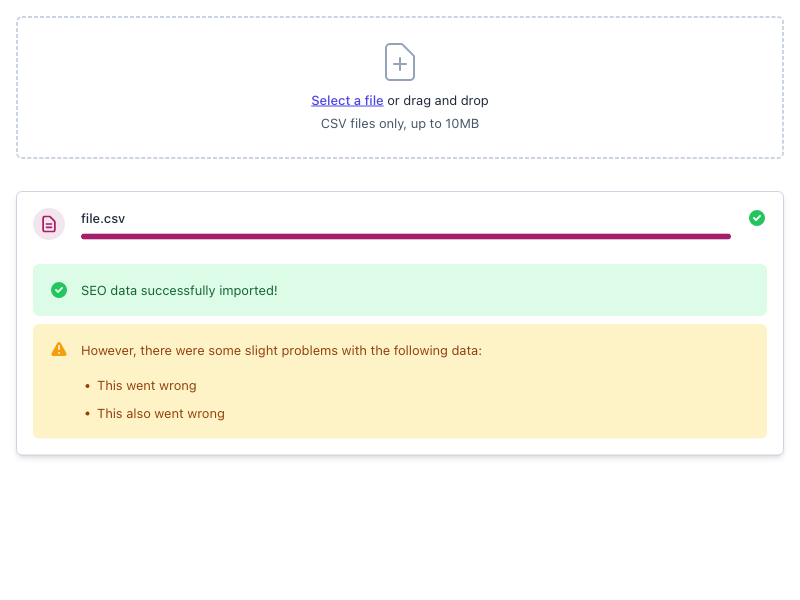 Select a file or drag and drop
CSV files only, up to 10MB
file.csv
SEO data successfully imported!
However, there were some slight problems with the following data:
• This went wrong
• This also went wrong